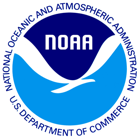 NATIONAL OCEANIC AND ATMOSPHERIC ADMINISTRATION
NOAA
U.S. DEPARTMENT OF COMMERCE